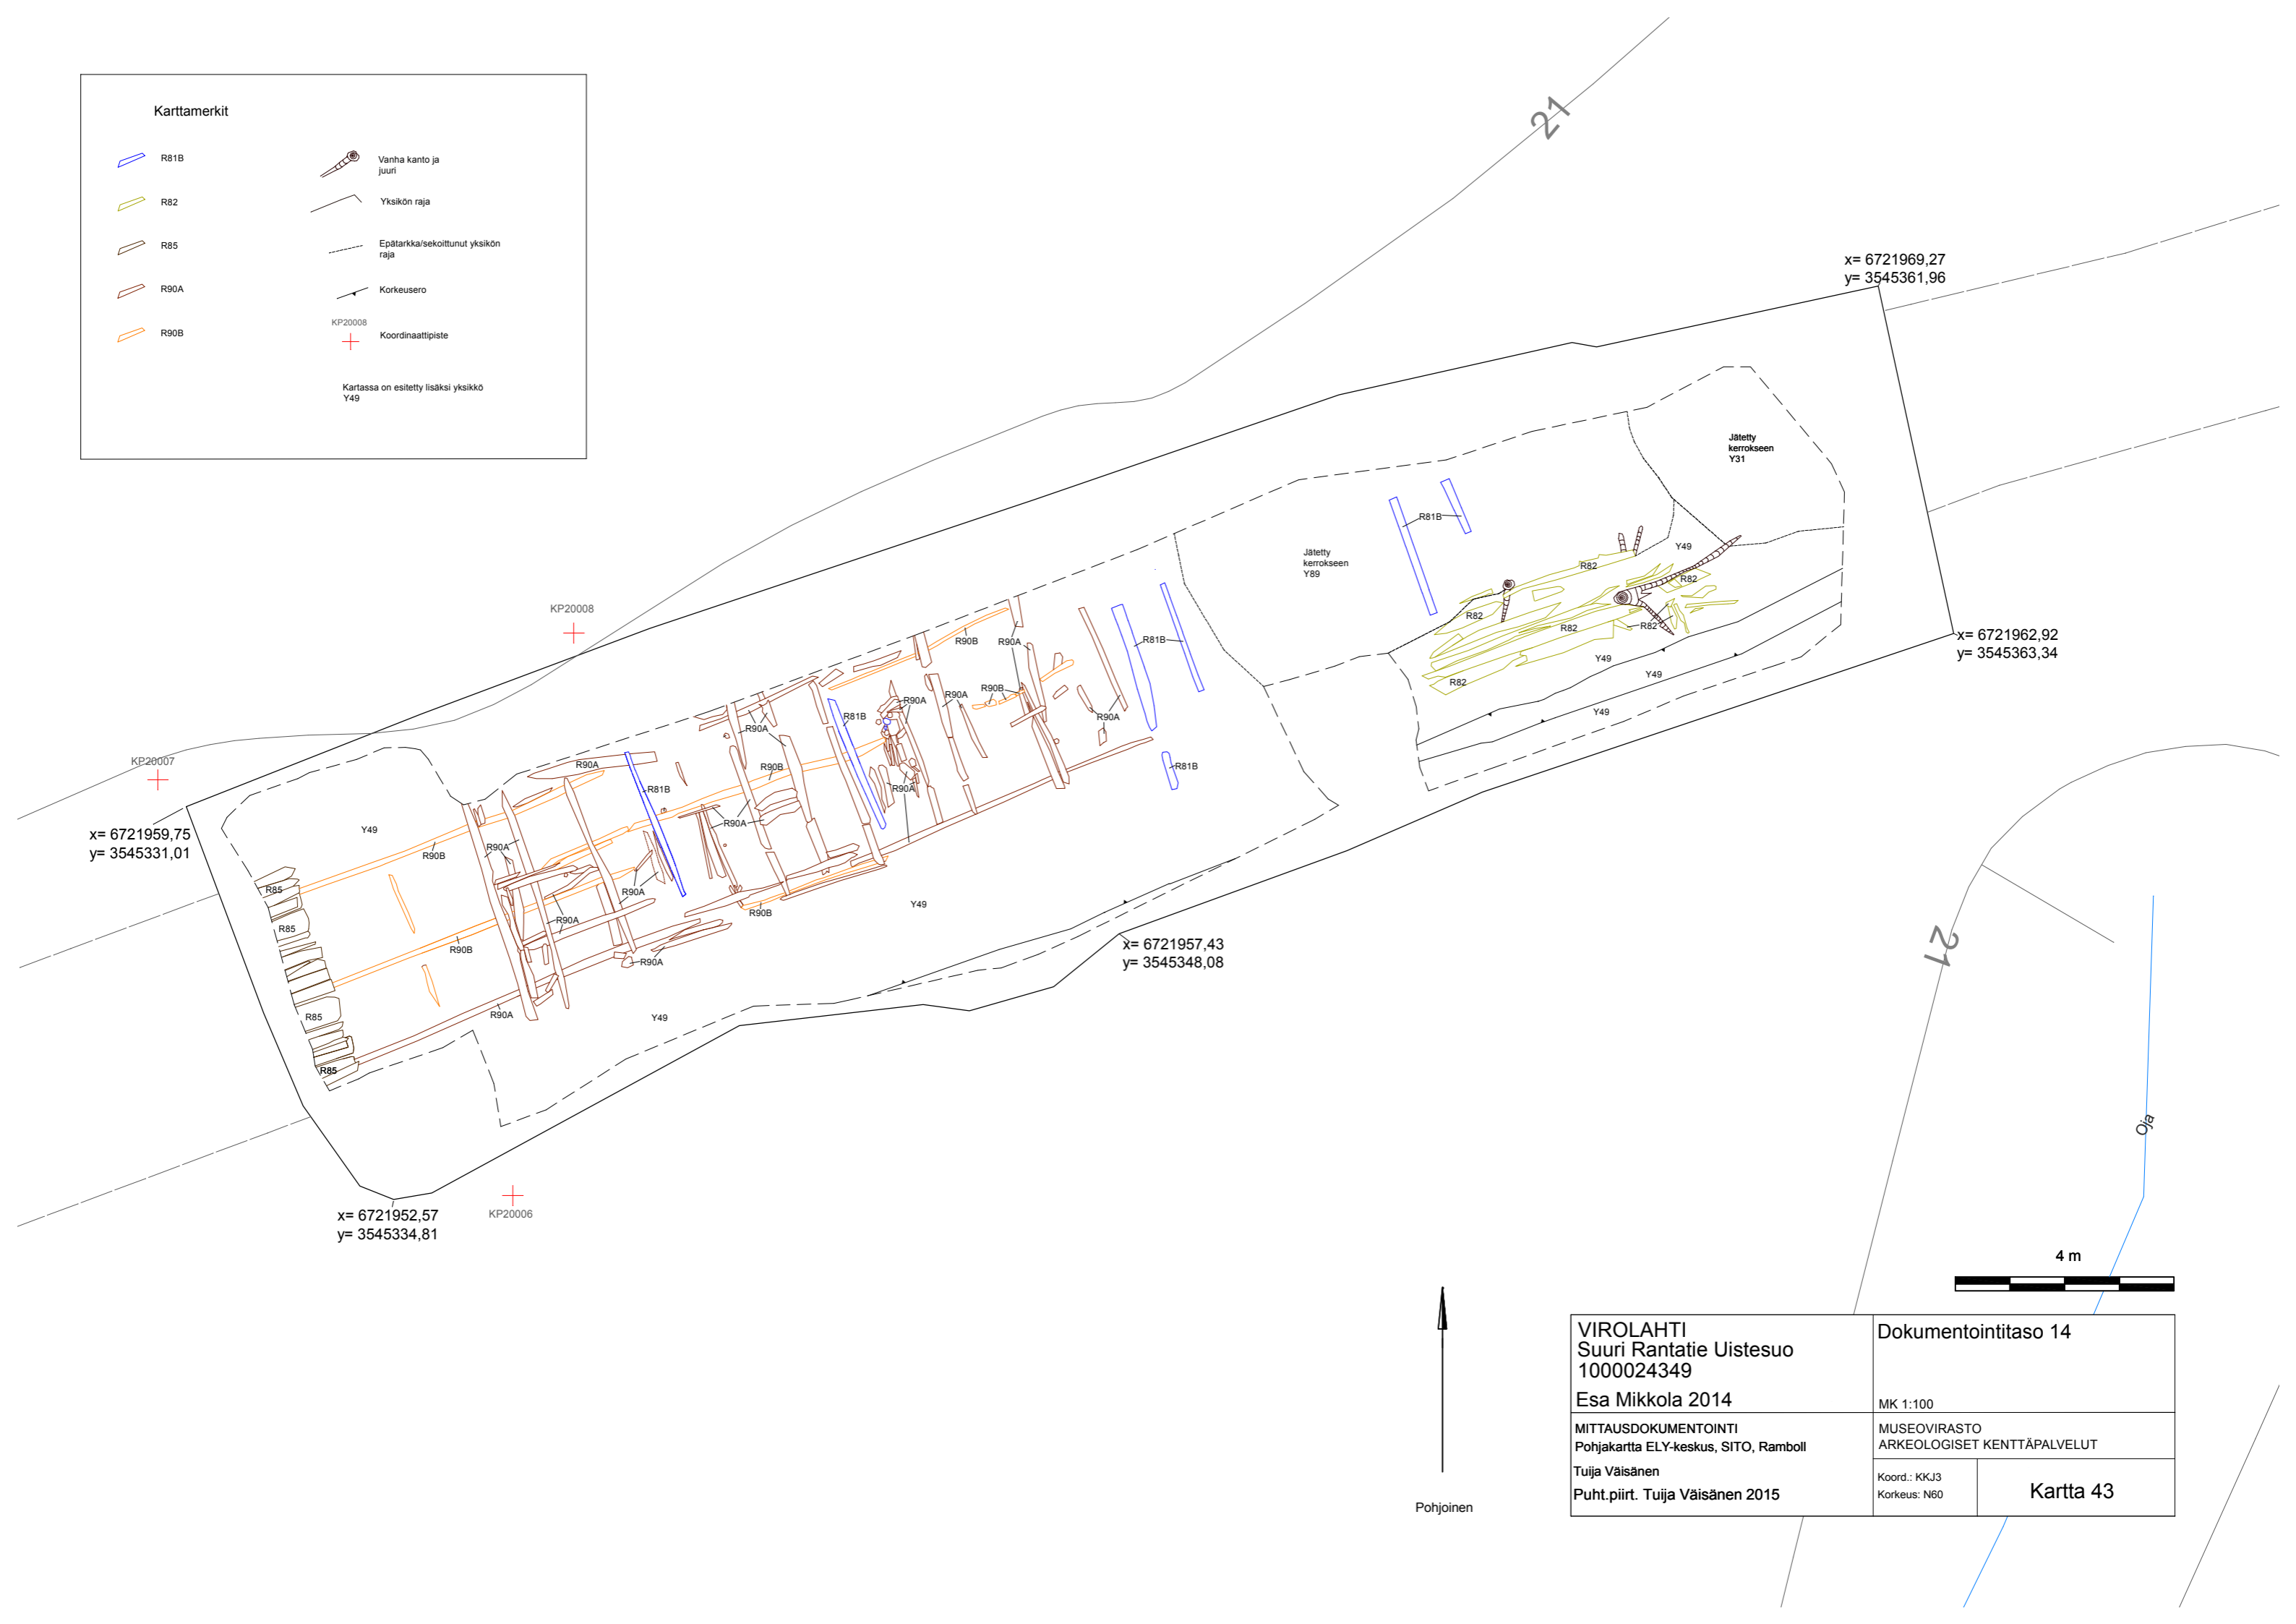 Karttamerkit
R81B
R82
R85
R90A
R90B
Vanha kanto ja
juuri
Yksikön raja
Epätarkka/sekoittunut yksikön
raja
Korkeusero
KP20008
Koordinaattipiste
Kartassa on esitetty lisäksi yksikkö
Y49
21
x= 6721969,27
y= 3545361,96
Jätetty
kerrokseen
Y31
R81B
Y49
Jätetty
kerrokseen
Y89
R82
R82
R82
R82
R82
R82
Y49
Y49
Y49
x= 6721962,92
y= 3545363,34
KP20008
KP20007
x= 6721959,75
y= 3545331,01
R90B
R90A
R81B
R90B
R90A
R90A
R90A
R81B
R90A
R90A
R81B
R90A
R90B
R81B
R90A
R90A
Y49
R90B
R90A
R90A
R85
R90A
R90B
Y49
R85
R90B
R90A
R90A
R85
R90A
Y49
R85
x= 6721957,43
y= 3545348,08
21
Oja
x= 6721952,57
y= 3545334,81
KP20006
4 m
Pohjoinen
VIROLAHTI
Suuri Rantatie Uistesuo
1000024349
Esa Mikkola 2014
Dokumentointitaso 14
MK 1:100
MITTAUSDOKUMENTOINTI
Pohjakartta ELY-keskus, SITO, Ramboll
Tuija Väisänen
Puht.piirt. Tuija Väisänen 2015
MUSEOVIRASTO
ARKEOLOGISET KENTTÄPALVELUT
Koord.: KKJ3
Korkeus: N60
Kartta 43